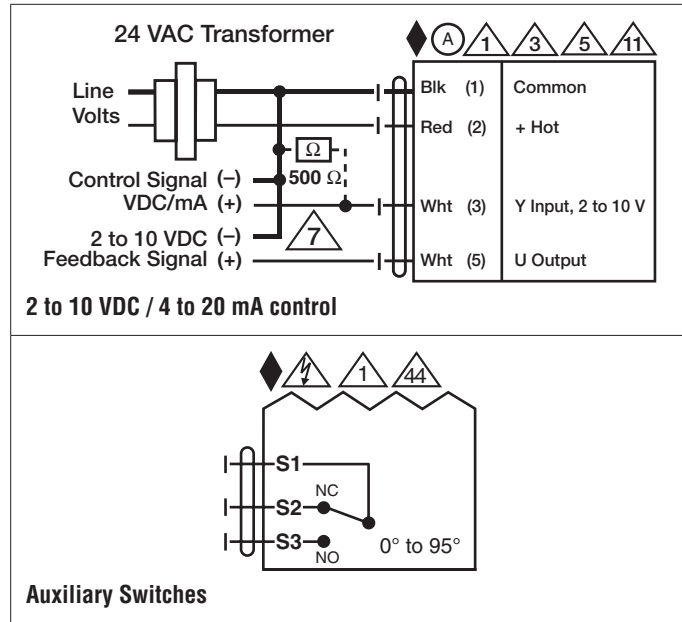 24 VAC Transformer
A 1 3 5 11
Line
Volts
Blk (1) Common
Red (2) + Hot
Ω
500 Ω
Control Signal (–)
VDC/mA (+)
Wht (3) Y Input, 2 to 10 V
7
2 to 10 VDC (–)
Feedback Signal (+)
Wht (5) U Output
2 to 10 VDC / 4 to 20 mA control
1 44
S1
NC
S2
S3
NO
0° to 95°
Auxiliary Switches